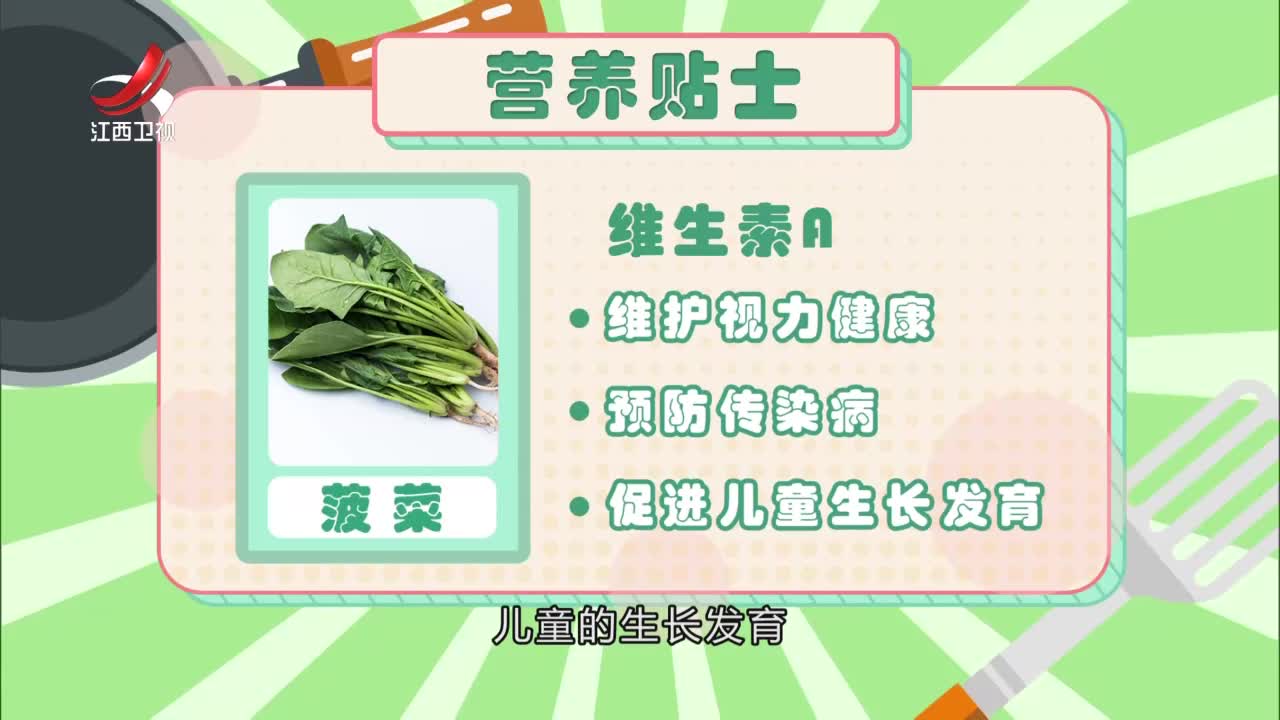 营养贴士
江西卫视
维生素A
维护视力健康
预防传染病
促进儿童生长发育
菠菜
儿童的生长发育